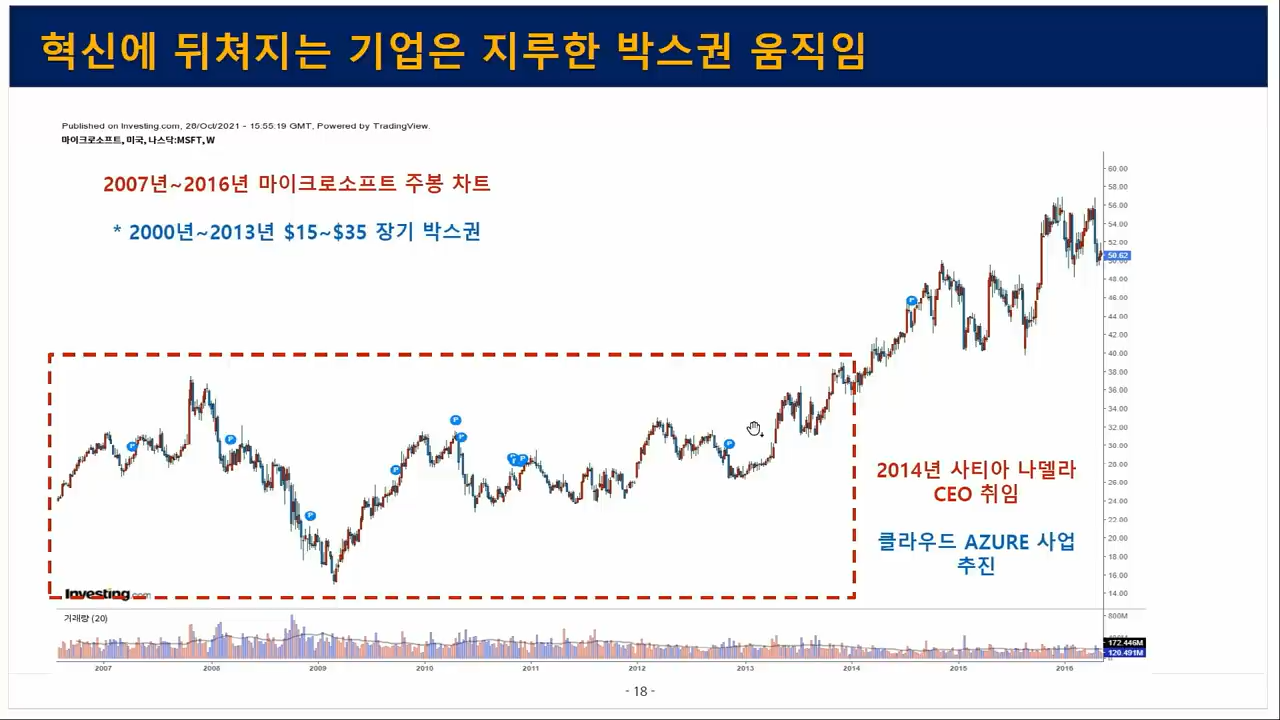 혁신에 뒤쳐지는 기업은 지루한 박스권 움직임
Published on Investing.com, 26/Oct/2021 - 15:55:19 GMT, Powered by TradingView.
마이크로소프트, 미국, 나스닥:MSFT, W
2007년~2016년 마이크로소프트 주봉 차트
* 2000년~2013년 $15~$35 장기 박스권
60.00
58.00
56.00
54.00
52.00
50.62
50.00
48.00
46.00
44.00
42.00
40.00
38.00
36.00
34.00
32.00
30.00
28.00
26.00
24.00
22.00
20.00
18.00
16.00
14.00
P
P
P
P
P
P
P
P
P
2014년 사티아 나델라
CEO 취임
클라우드 AZURE 사업
추진
Investing.com
거래량 (20)
800M
172.446M
120.491M
2007 2008 2009 2010 2011 2012 2013 2014 2015 2016
- 18 -